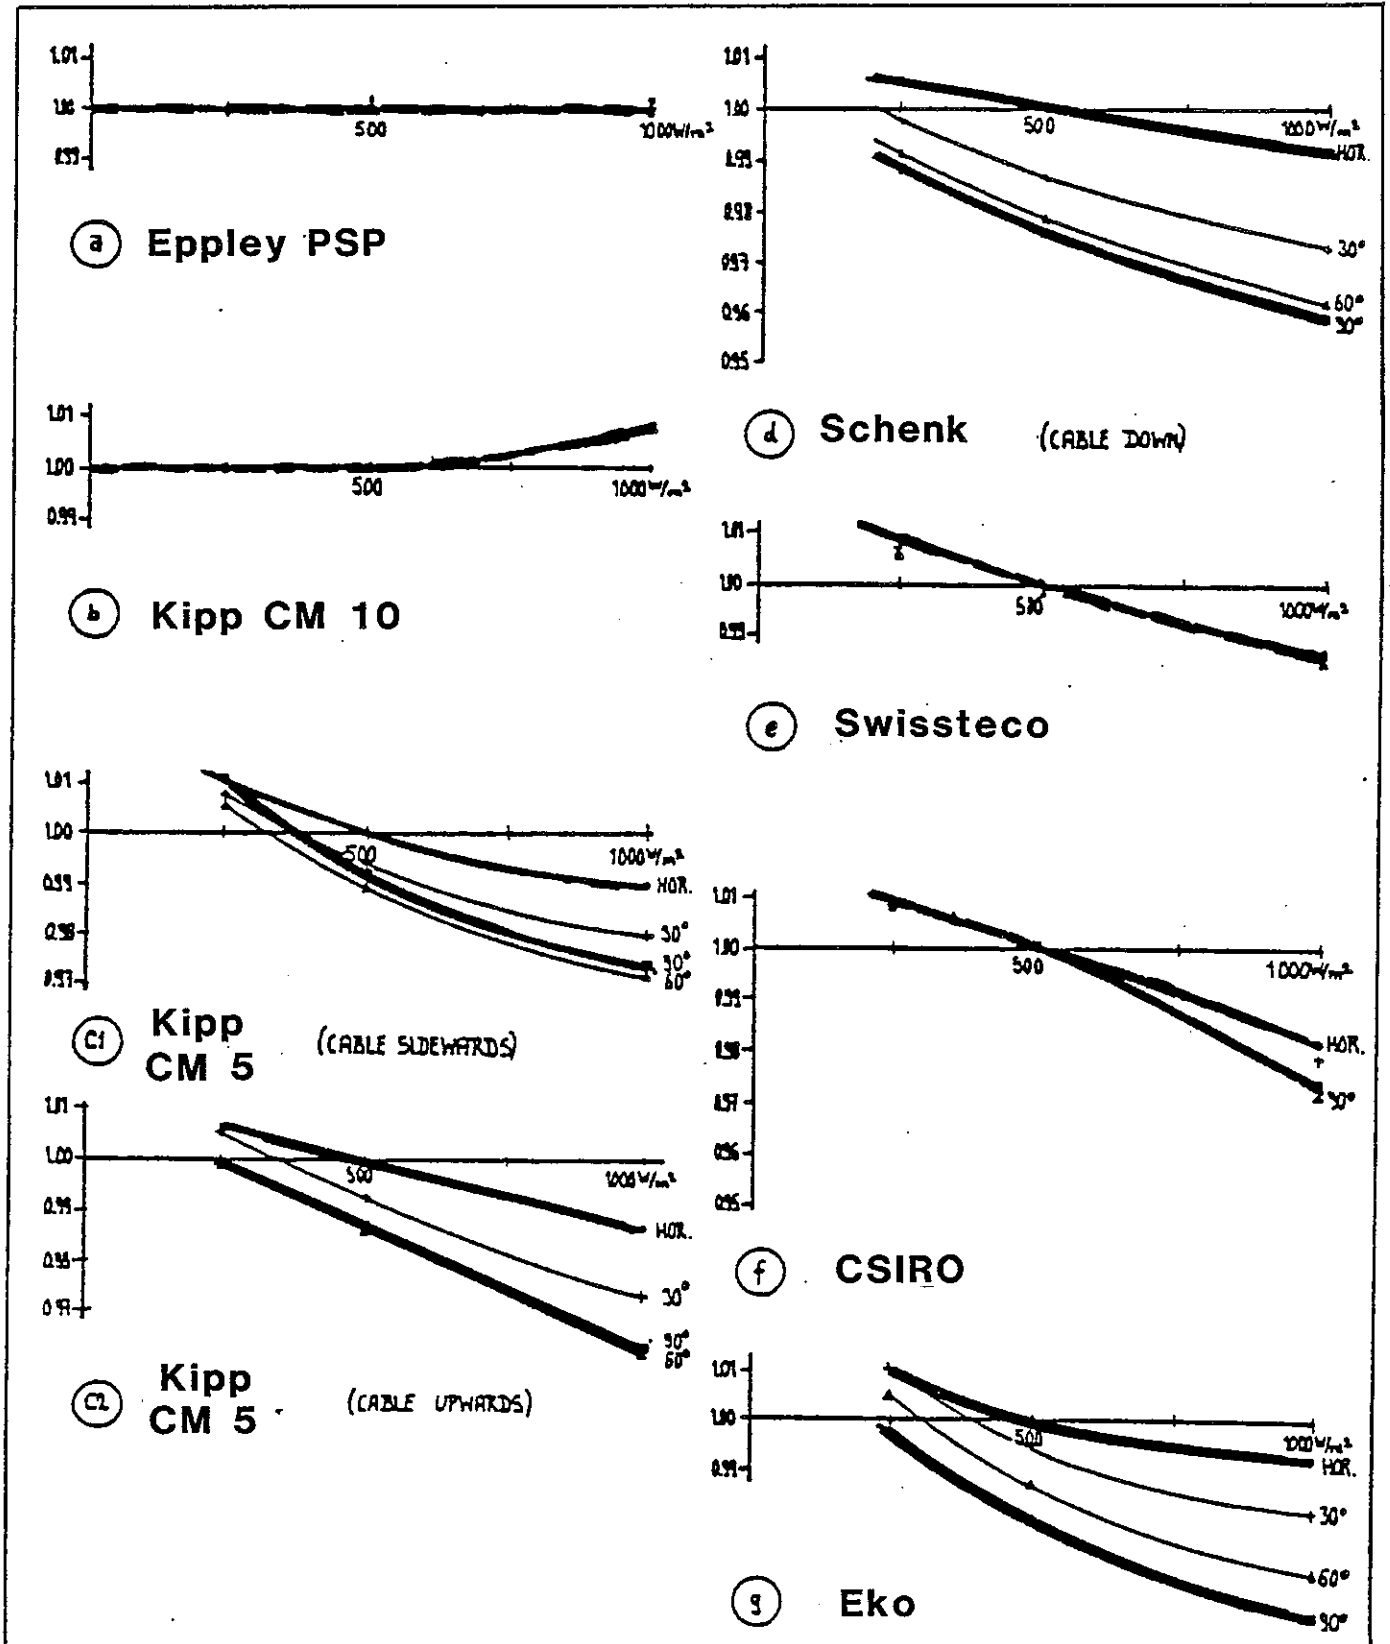 1.01
1.00
0.99
500
1000 W/m²
a Eppley PSP
1.01
1.00
0.99
500
1000 W/m²
b Kipp CM 10
1.01
1.00
0.99
0.98
0.97
500
1000 W/m²
HOR.
30°
90°
60°
C1 Kipp
CM 5
(CABLE SIDEWARDS)
1.01
1.00
0.99
0.98
0.97
500
1000 W/m²
HOR.
30°
90°
60°
C2 Kipp
CM 5
(CABLE UPWARDS)
1.01
1.00
0.99
0.98
0.97
0.96
0.95
500
1000 W/m²
HOR.
30°
60°
90°
d Schenk (CABLE DOWN)
1.01
1.00
0.99
500
1000 W/m²
e Swissteco
1.01
1.00
0.99
0.98
0.97
0.96
0.95
500
1000 W/m²
HOR.
90°
f CSIRO
1.01
1.00
0.99
500
1000 W/m²
HOR.
30°
60°
90°
g Eko